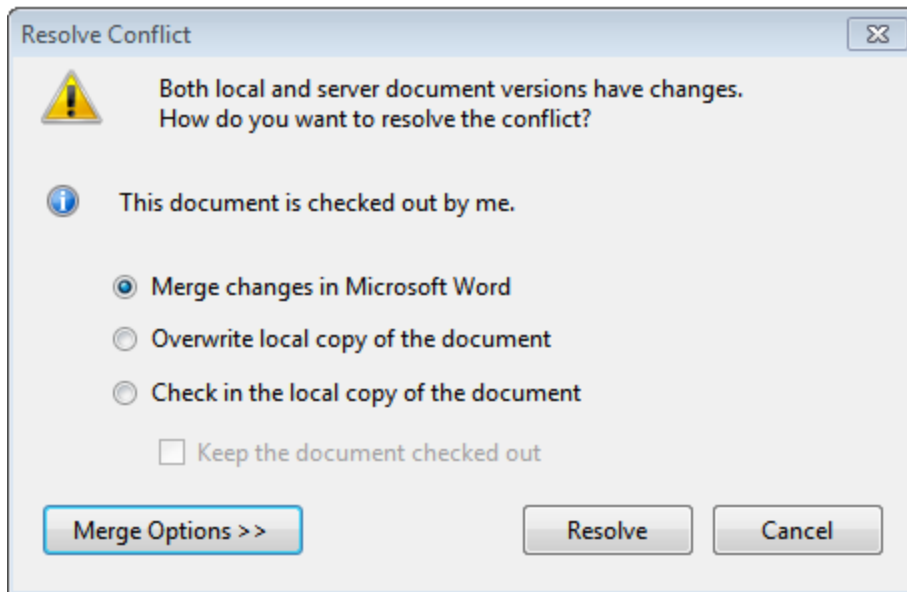 Resolve Conflict
Both local and server document versions have changes.
How do you want to resolve the conflict?
This document is checked out by me.
Merge changes in Microsoft Word
Overwrite local copy of the document
Check in the local copy of the document
Keep the document checked out
Merge Options >>
Resolve
Cancel